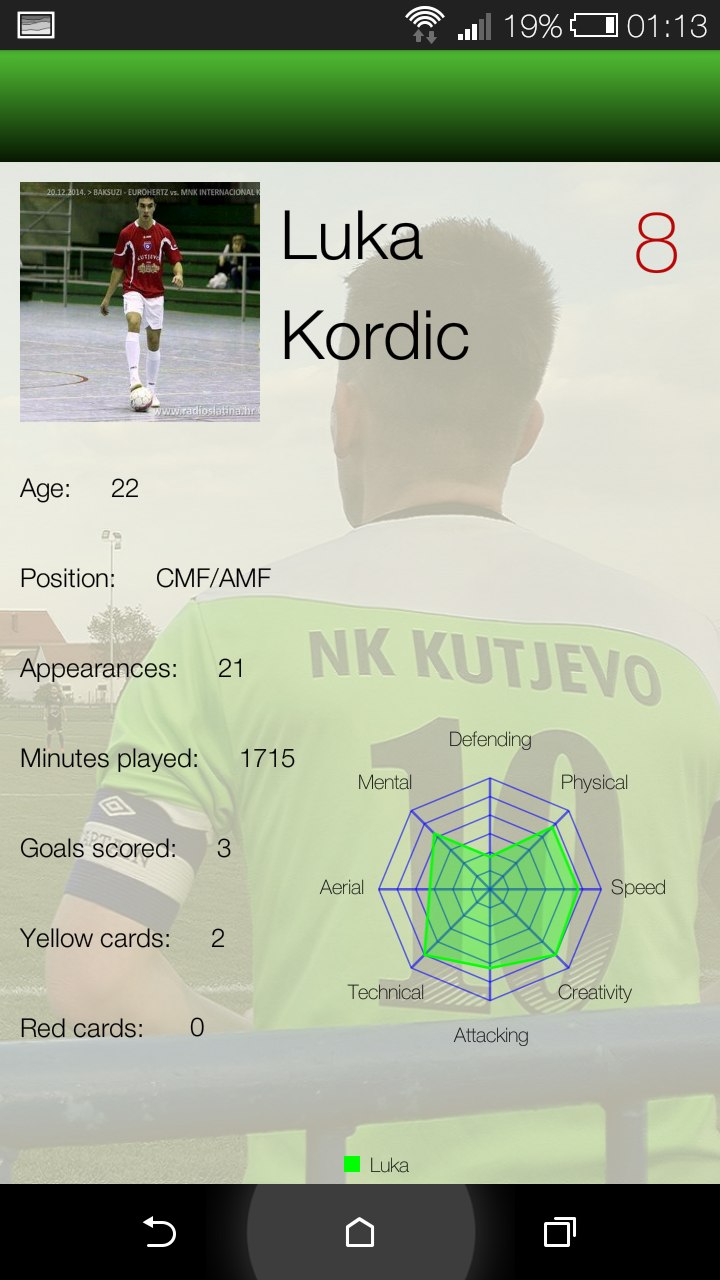 19% 01:13
20.12.2014. > BAKSUZI - EUROHERTZ vs. MNK INTERNACIONAL K
KUTJEVO
www.radioslatina.hr
Luka
Kordic
8
Age: 22
Position: CMF/AMF
Appearances: 21
Minutes played: 1715
Goals scored: 3
Yellow cards: 2
Red cards: 0
NK KUTJEVO
10
Defending
Physical
Speed
Creativity
Attacking
Technical
Aerial
Mental
Luka